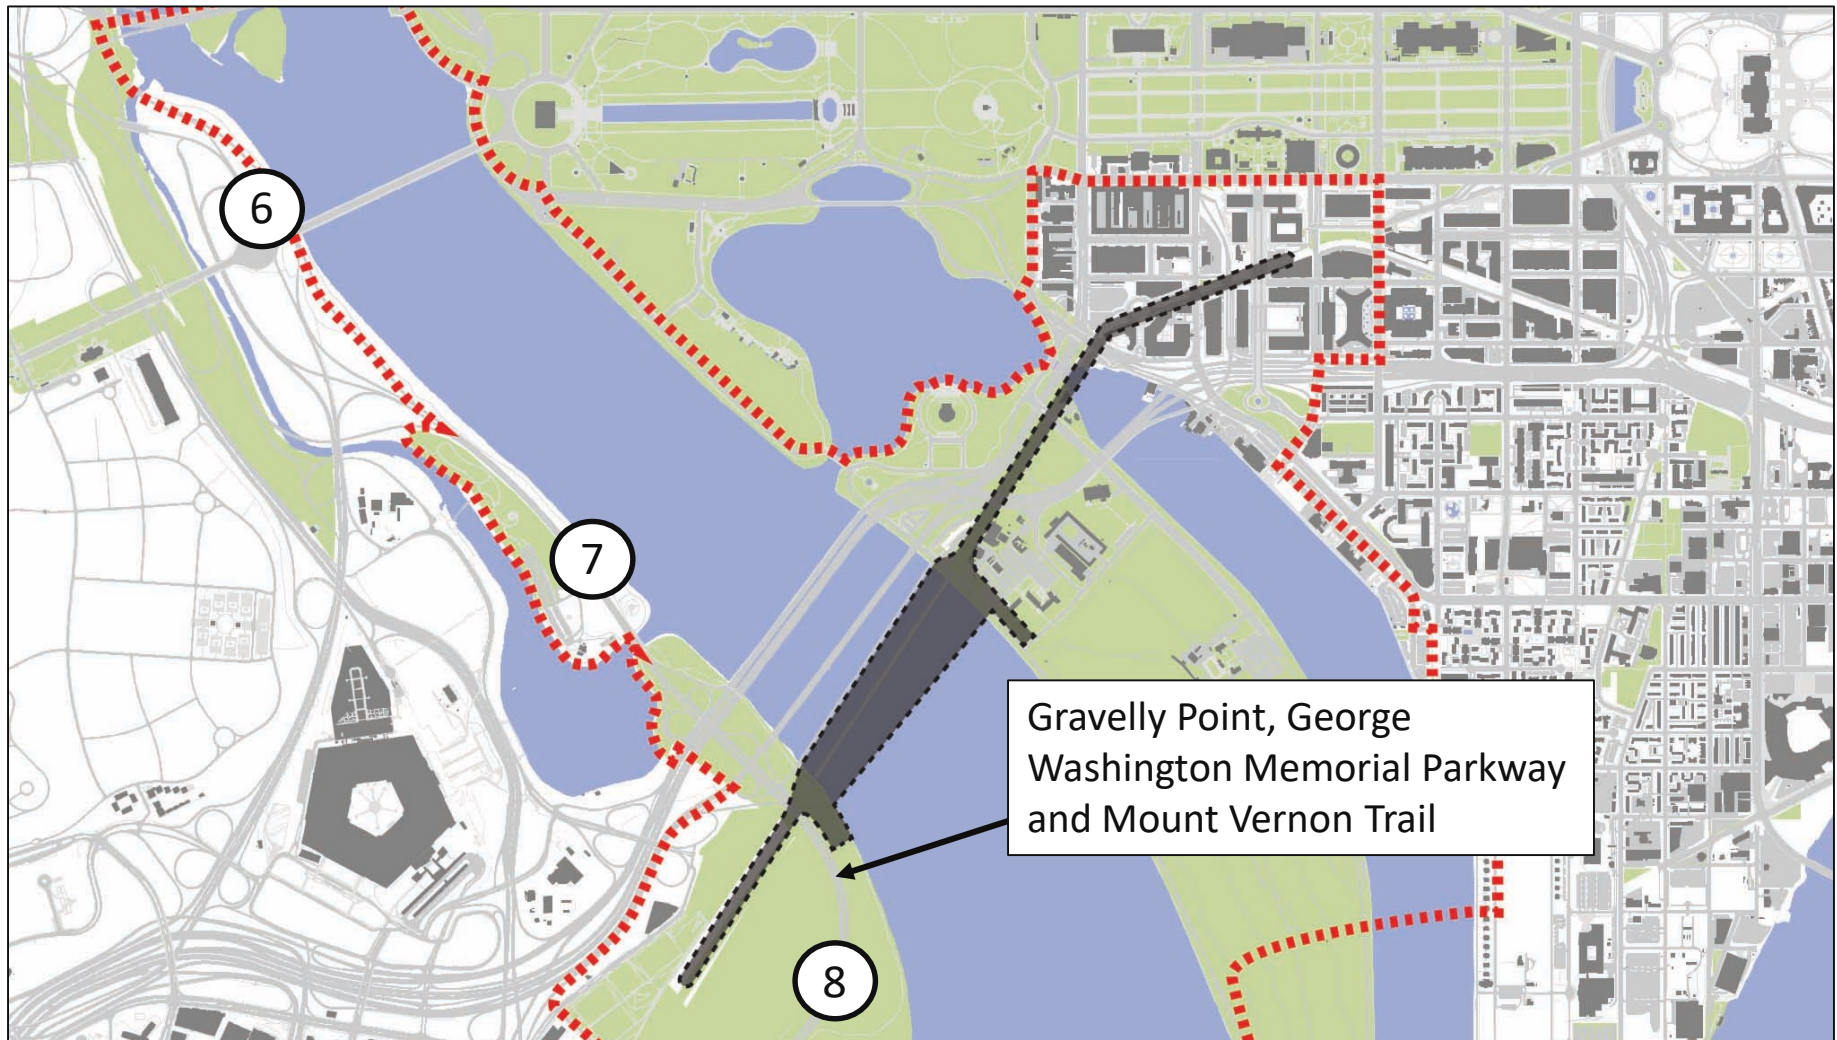 6
7
Gravelly Point, George
Washington Memorial Parkway
and Mount Vernon Trail
8